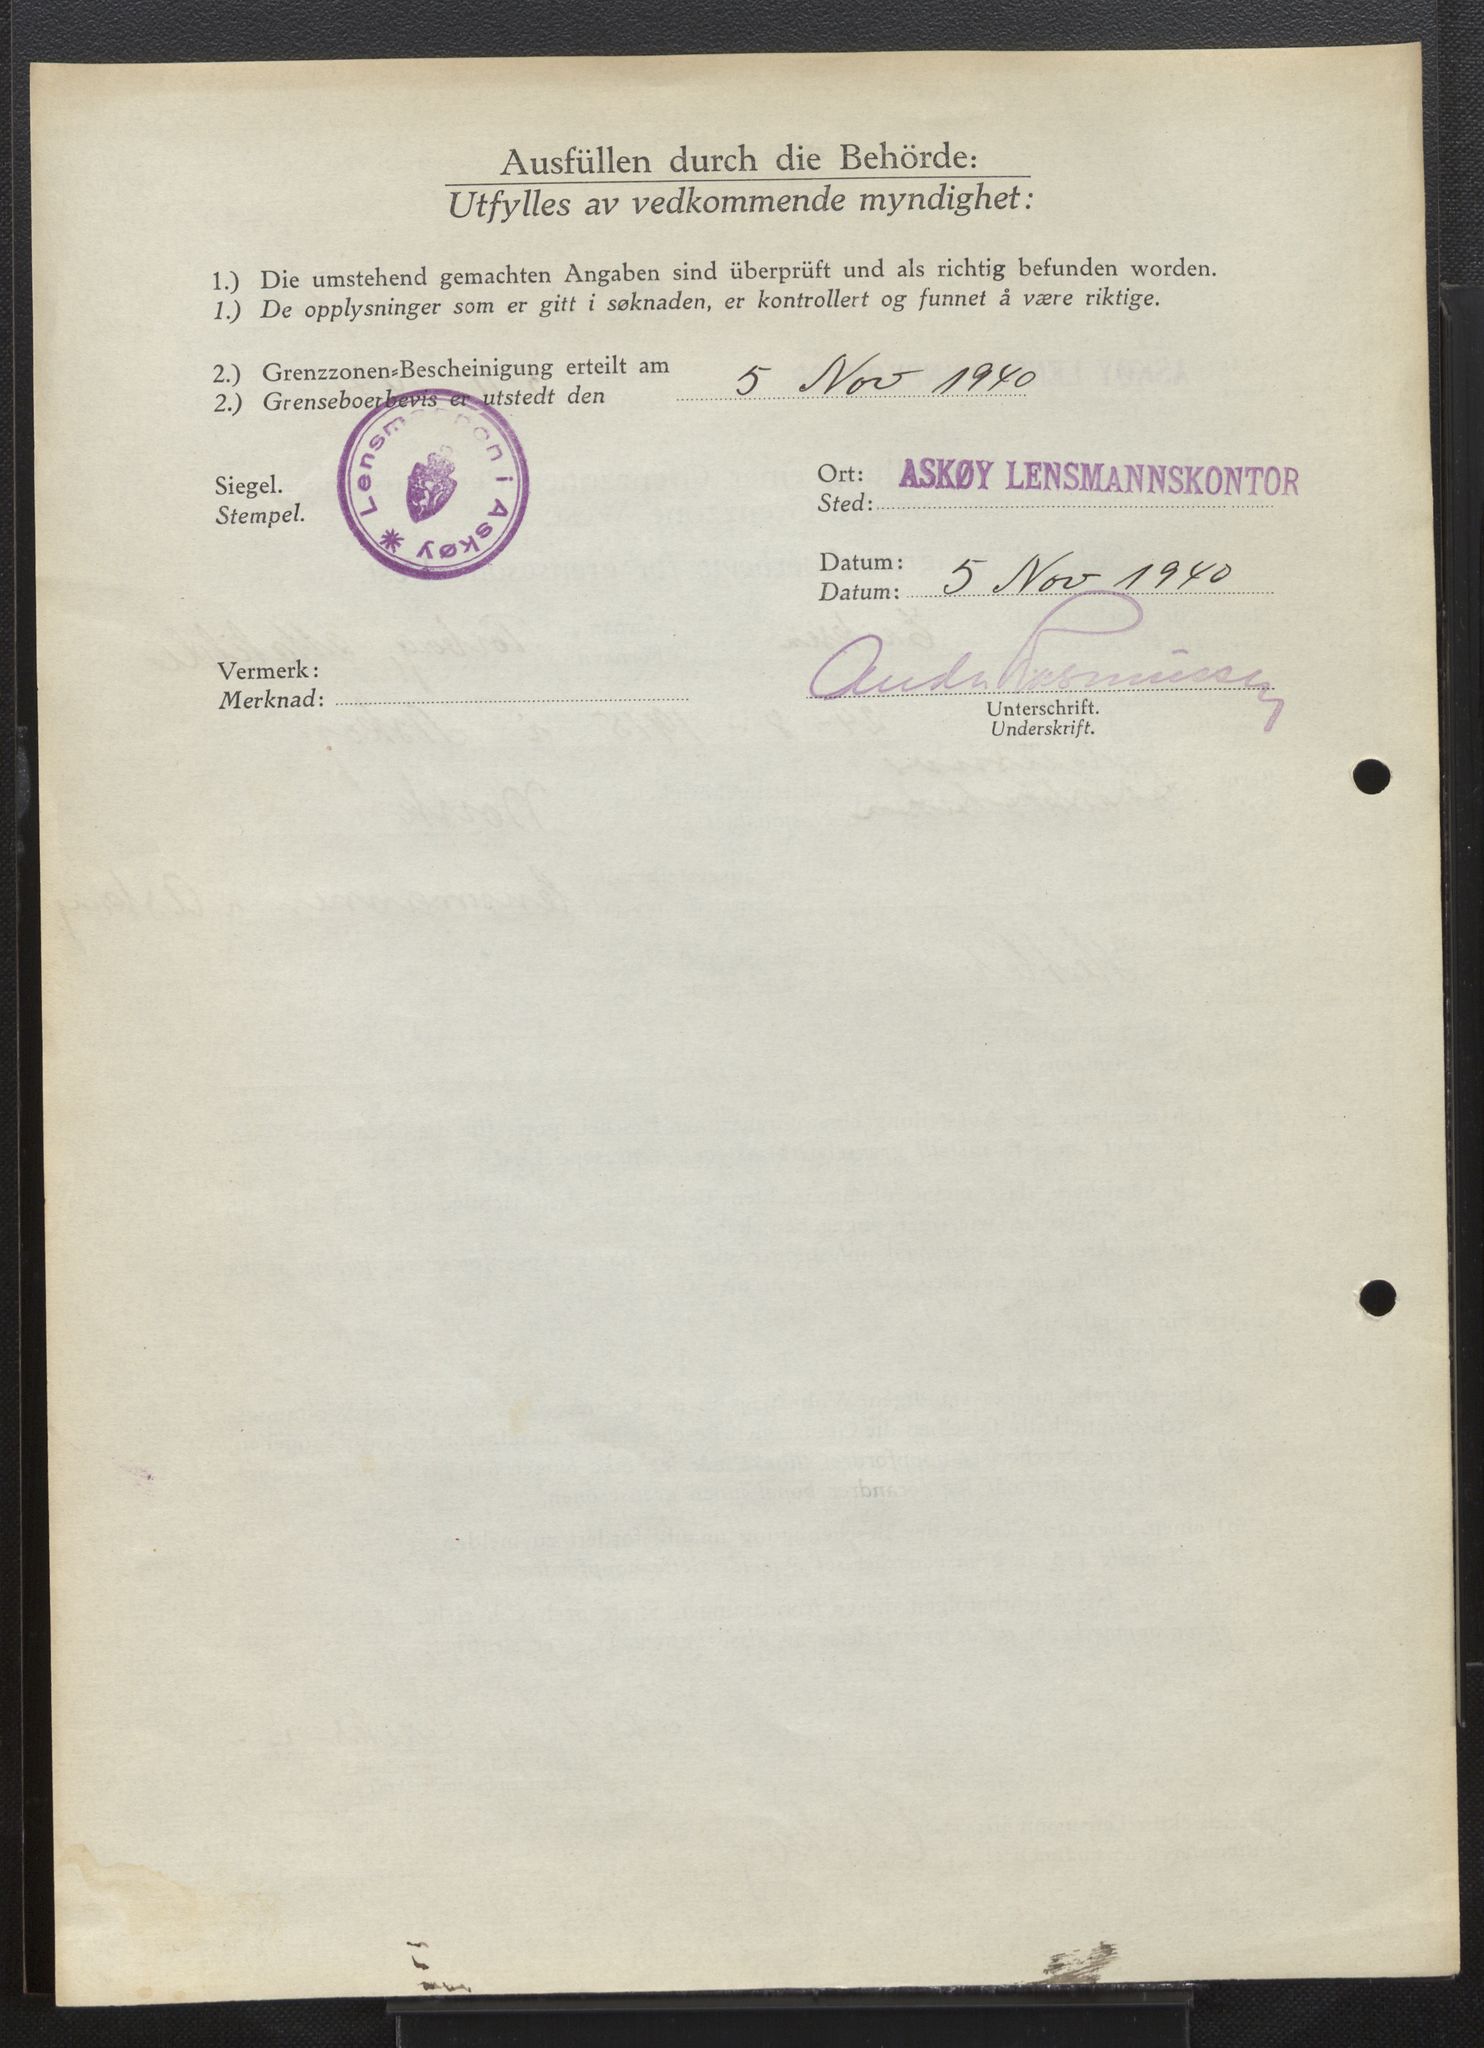 Ausfüllen durch die Behörde:
Utfylles av vedkommende myndighet:
1.) Die umstehend gemachten Angaben sind überprüft und als richtig befunden worden.
1.) De opplysninger som er gitt i søknaden, er kontrollert og funnet å være riktige.
2.) Grenzzonen-Bescheinigung erteilt am
2.) Grenseboerbevis er utstedt den 5 Nov 1940
Siegel.
Stempel.
Lensmannen i Askøy
Ort: ASKØY LENSMANNSKONTOR
Sted:
Datum:
Datum: 5 Nov 1940
Vermerk:
Merknad:
Andr Rasmussen
Unterschrift.
Underskrift.